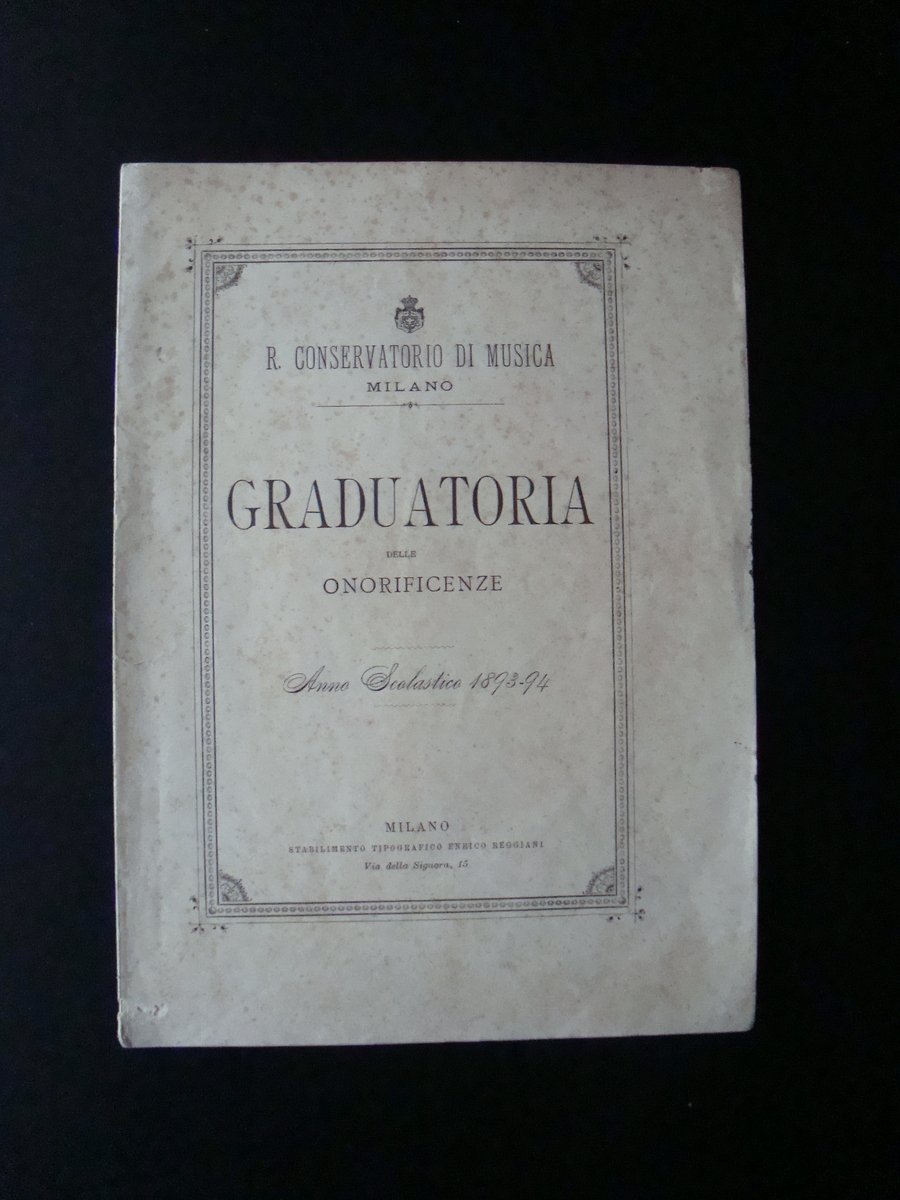 R. CONSERVATORIO DI MUSICA
MILANO
GRADUATORIA
DELLE
ONORIFICENZE
Anno Scolastico 1893-94
MILANO
STABILIMENTO TIPOGRAFICO ENRICO REGGIANI
Via della Signora, 15